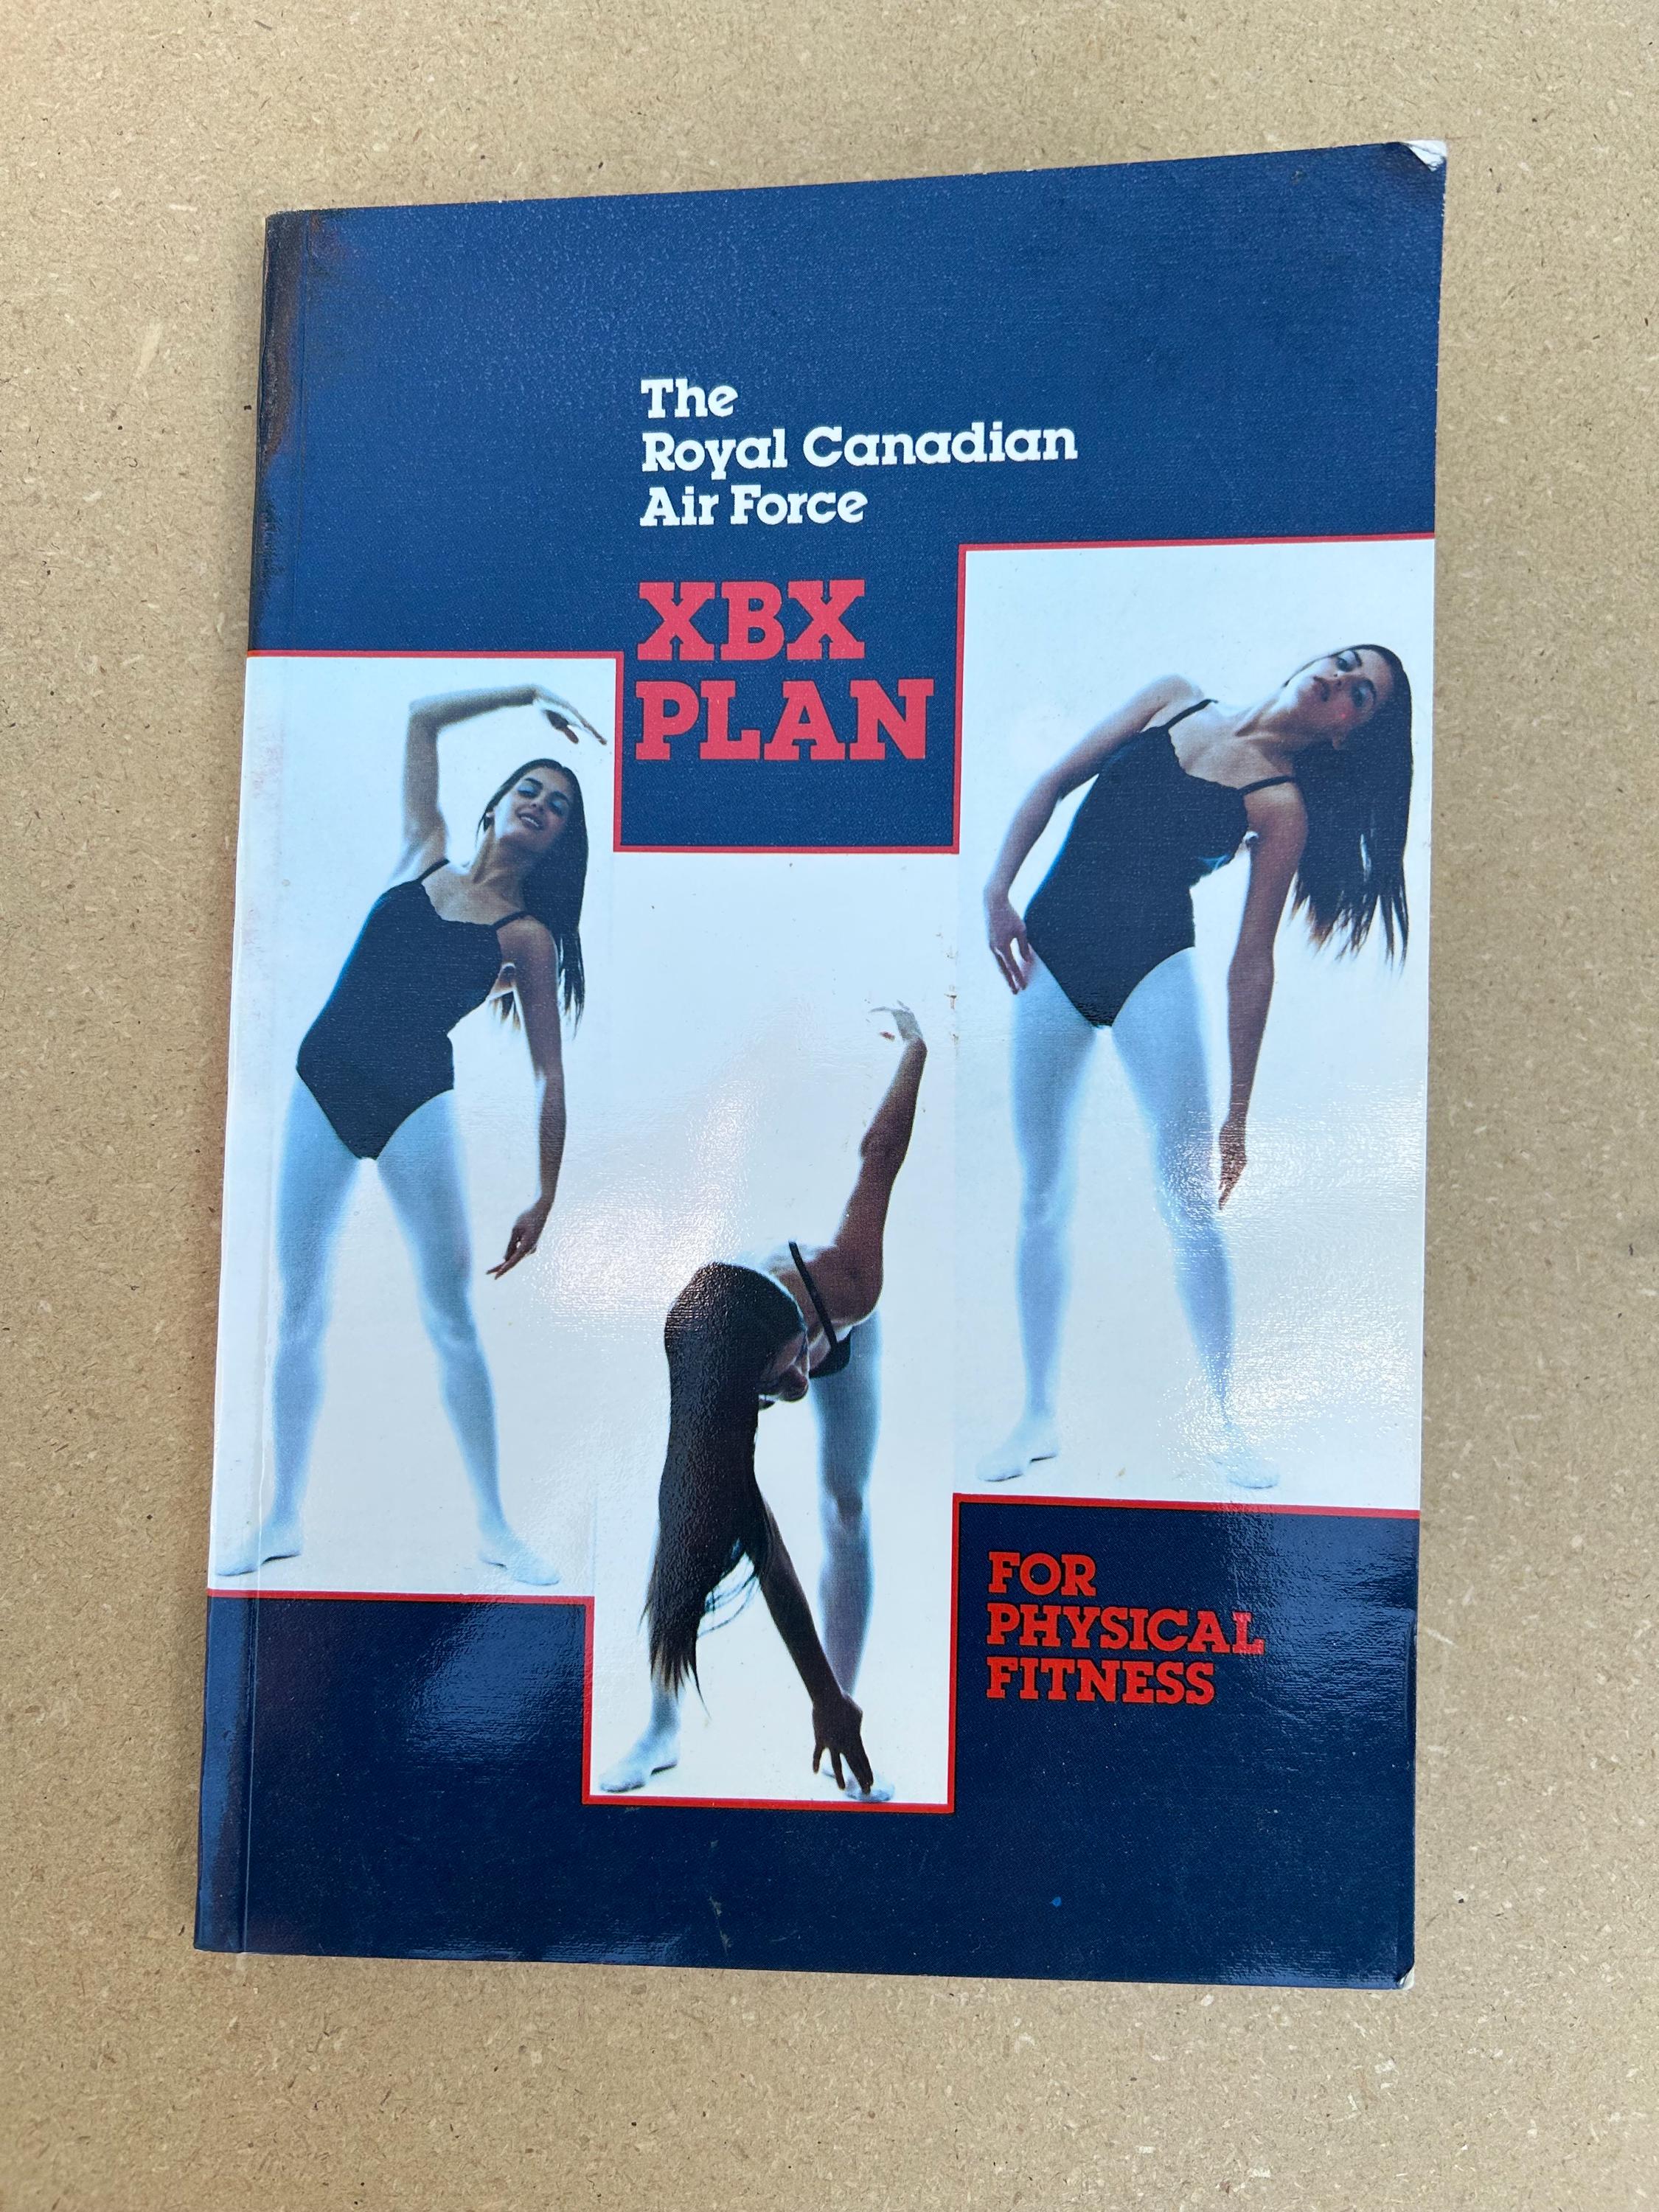 The
Royal Canadian
Air Force
XBX
PLAN
FOR
PHYSICAL
FITNESS